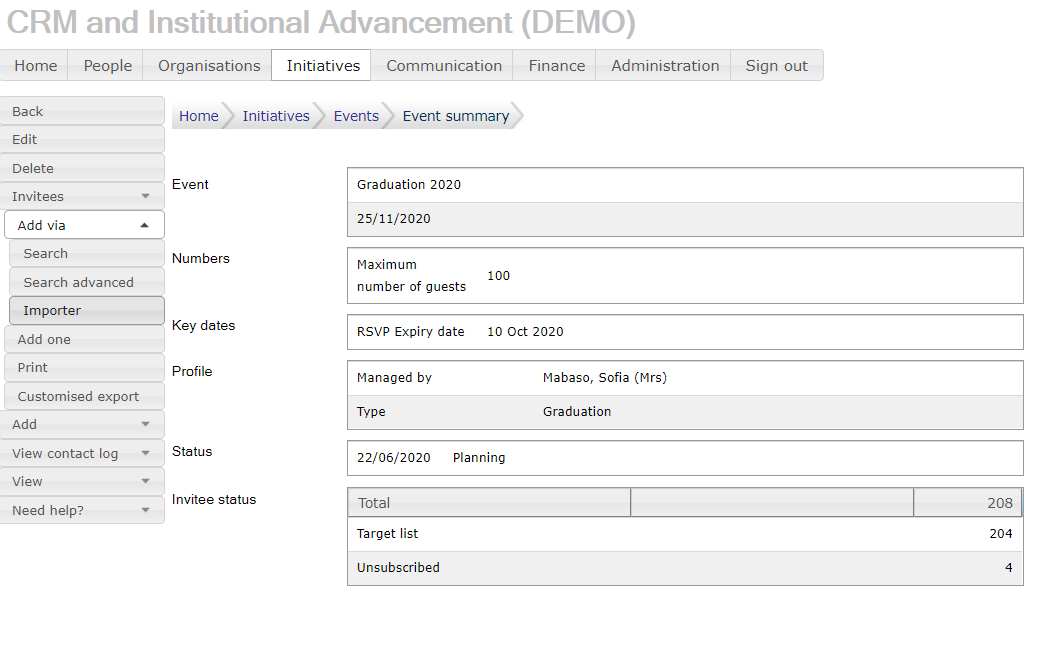 CRM and Institutional Advancement (DEMO)
Home People Organisations Initiatives Communication Finance Administration Sign out
Back
Edit
Delete
Invitees
Add via
Search
Search advanced
Importer
Add one
Print
Customised export
Add
View contact log
View
Need help?
Home Initiatives Events Event summary
Event
Graduation 2020
25/11/2020
Numbers
Maximum
number of guests
100
Key dates
RSVP Expiry date 10 Oct 2020
Profile
Managed by Mabaso, Sofia (Mrs)
Type Graduation
Status
22/06/2020 Planning
Invitee status
Total 208
Target list 204
Unsubscribed 4